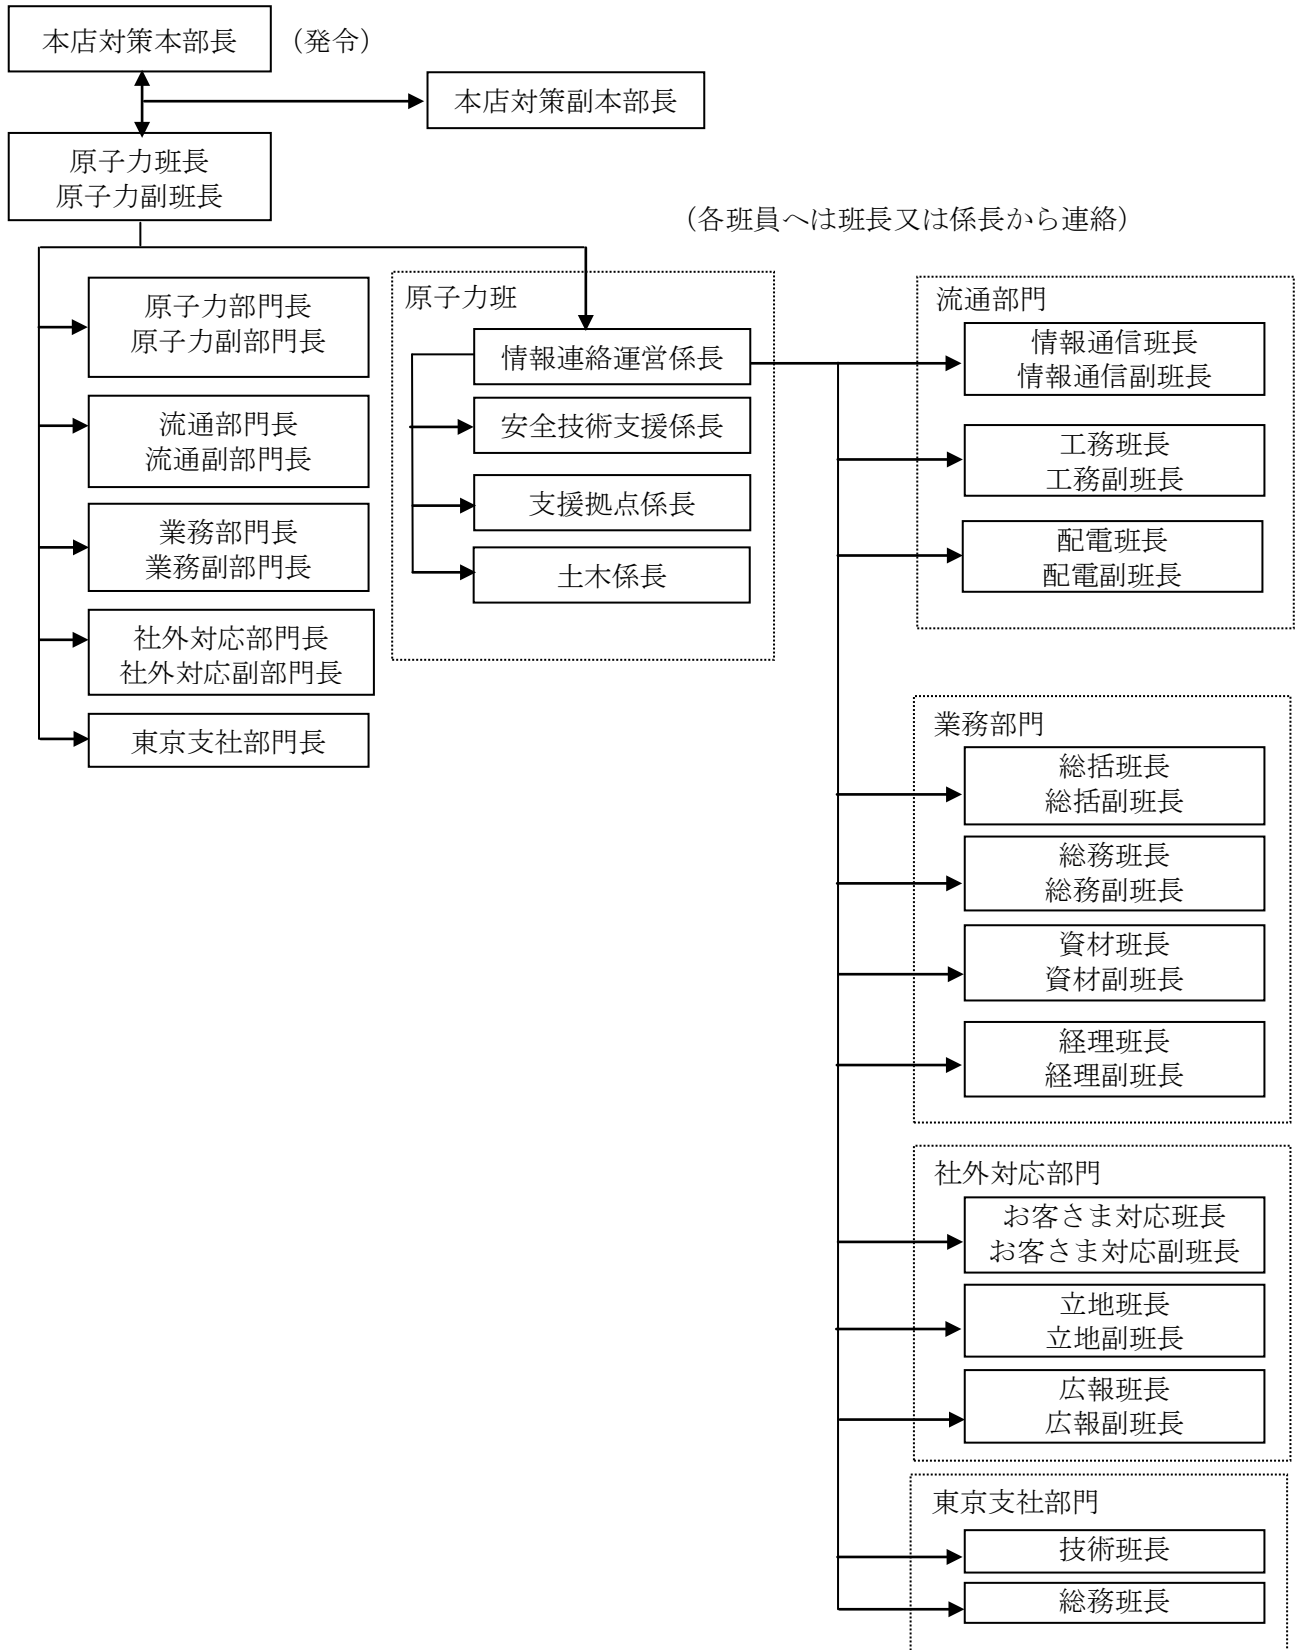 本店対策本部長
（発令）
本店対策副本部長
原子力班長
原子力副班長
（各班員へは班長又は係長から連絡）
原子力部門長
原子力副部門長
流通部門長
流通副部門長
業務部門長
業務副部門長
社外対応部門長
社外対応副部門長
東京支社部門長
原子力班
情報連絡運営係長
安全技術支援係長
支援拠点係長
土木係長
流通部門
情報通信班長
情報通信副班長
工務班長
工務副班長
配電班長
配電副班長
業務部門
総括班長
総括副班長
総務班長
総務副班長
資材班長
資材副班長
経理班長
経理副班長
社外対応部門
お客さま対応班長
お客さま対応副班長
立地班長
立地副班長
広報班長
広報副班長
東京支社部門
技術班長
総務班長